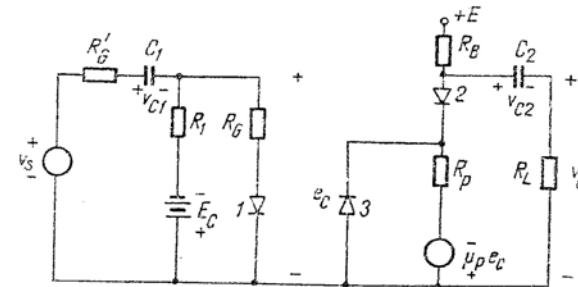 +E
R'G C1 RB C2
+ vC1 - + 2 + vC2 - +
R1 RG
+ vs - Rp RL v
- EC + 1 eC 3
- μp eC +
- -